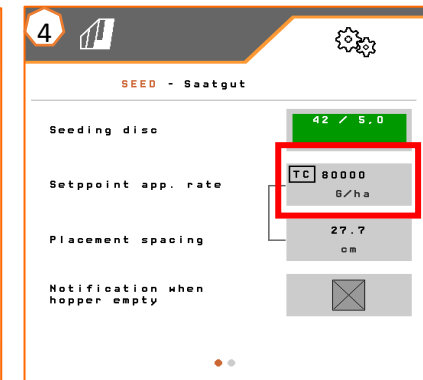 4
SEED - Saatgut
Seeding disc
42 / 5,0
Setppoint app. rate
TC 80000
G/ha
Placement spacing
27.7
cm
Notification when
hopper empty